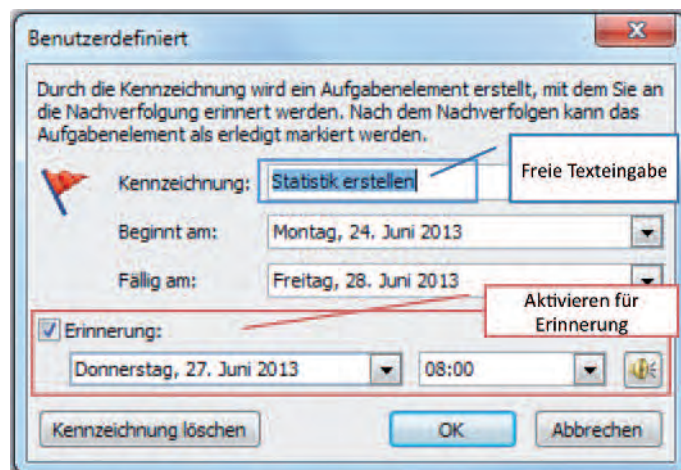 Benutzerdefiniert
Durch die Kennzeichnung wird ein Aufgabenelement erstellt, mit dem Sie an
die Nachverfolgung erinnert werden. Nach dem Nachverfolgen kann das
Aufgabenelement als erledigt markiert werden.
Freie Texteingabe
Kennzeichnung: Statistik erstellen
Beginnt am: Montag, 24. Juni 2013
Fällig am: Freitag, 28. Juni 2013
Aktivieren für
Erinnerung
Erinnerung:
Donnerstag, 27. Juni 2013 08:00
Kennzeichnung löschen OK Abbrechen